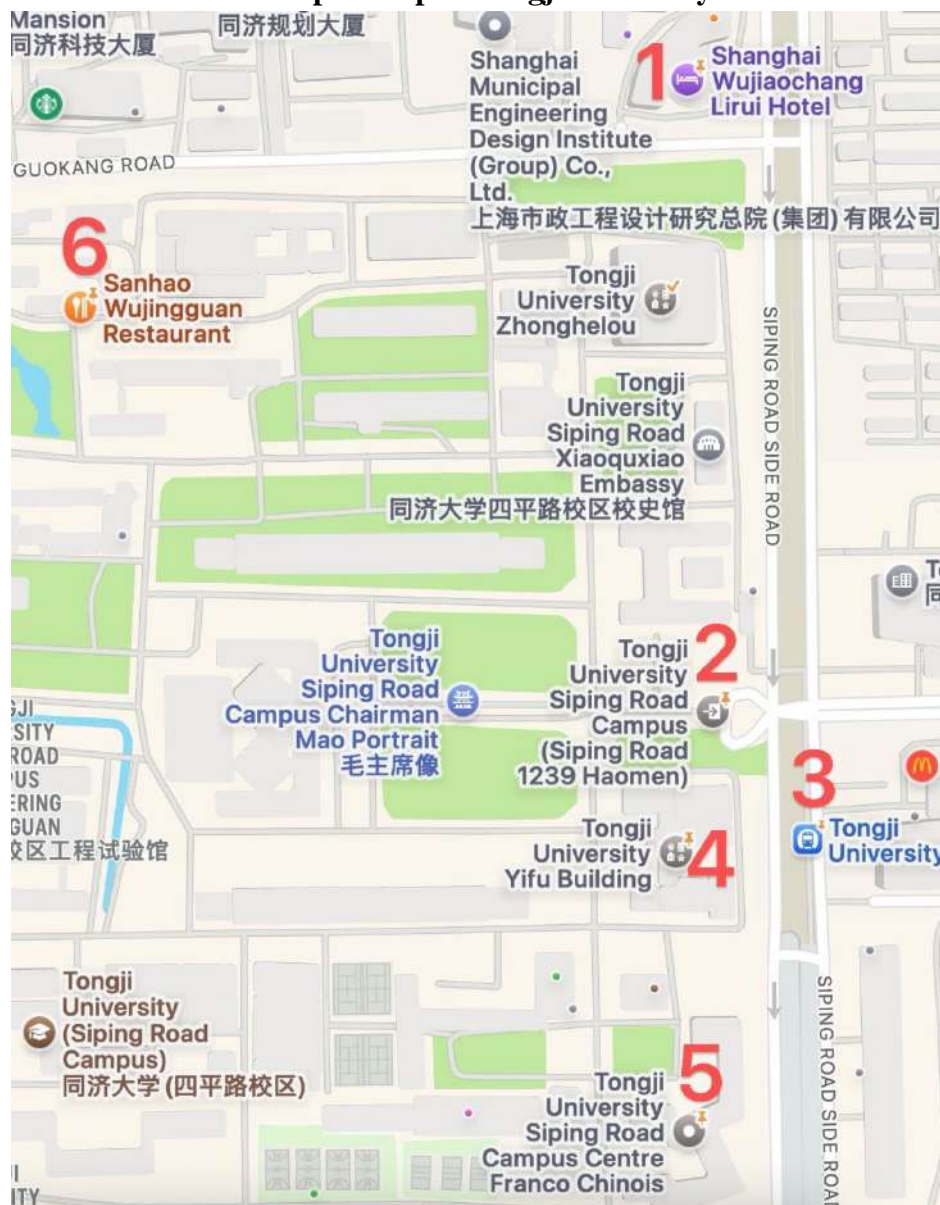 Mansion
同济科技大厦
同济规划大厦
Shanghai
Municipal
Engineering
Design Institute
(Group) Co.,
Ltd.
上海市政工程设计研究总院(集团)有限公司
1
Shanghai
Wujiaochang
Lirui Hotel
GUOKANG ROAD
6
Sanhao
Wujingguan
Restaurant
Tongji
University
Zhonghelou
SIPING ROAD SIDE ROAD
Tongji
University
Siping Road
Xiaoquxiao
Embassy
同济大学四平路校区校史馆
Tongji
University
Siping Road
Campus Chairman
Mao Portrait
毛主席像
2
Tongji
University
Siping Road
Campus
(Siping Road
1239 Haomen)
3
Tongji
University
4
Tongji
University
Yifu Building
校区工程试验馆
Tongji
University
(Siping Road
Campus)
同济大学(四平路校区)
5
Tongji
University
Siping Road
Campus Centre
Franco Chinois
SIPING ROAD SIDE ROAD